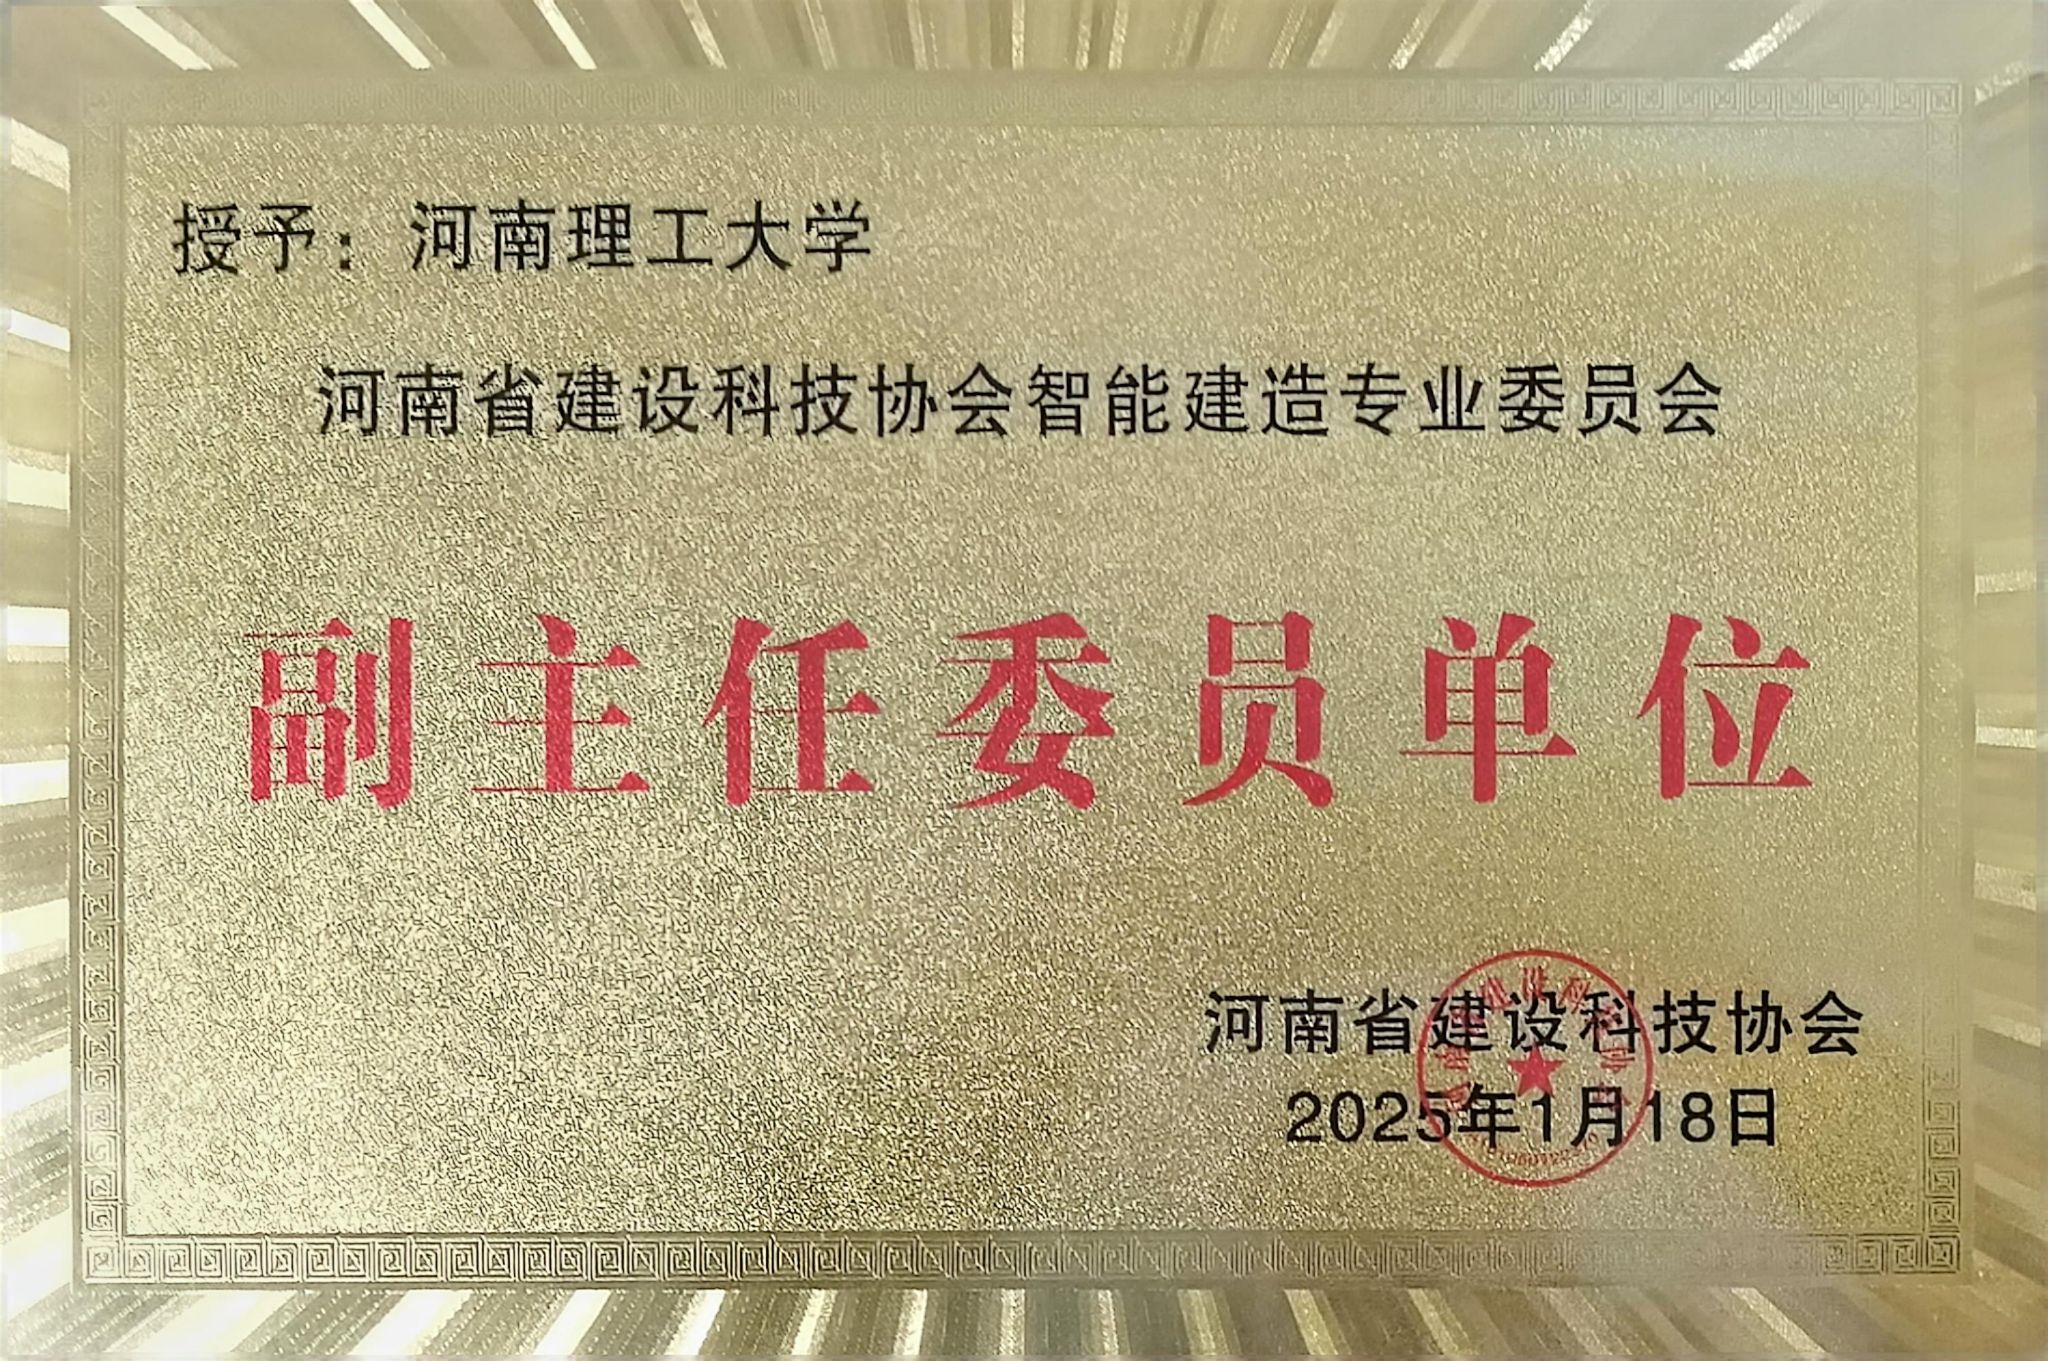 授予：河南理工大学
河南省建设科技协会智能建造专业委员会
副主任委员单位
河南省建设科技协会
2025年1月18日